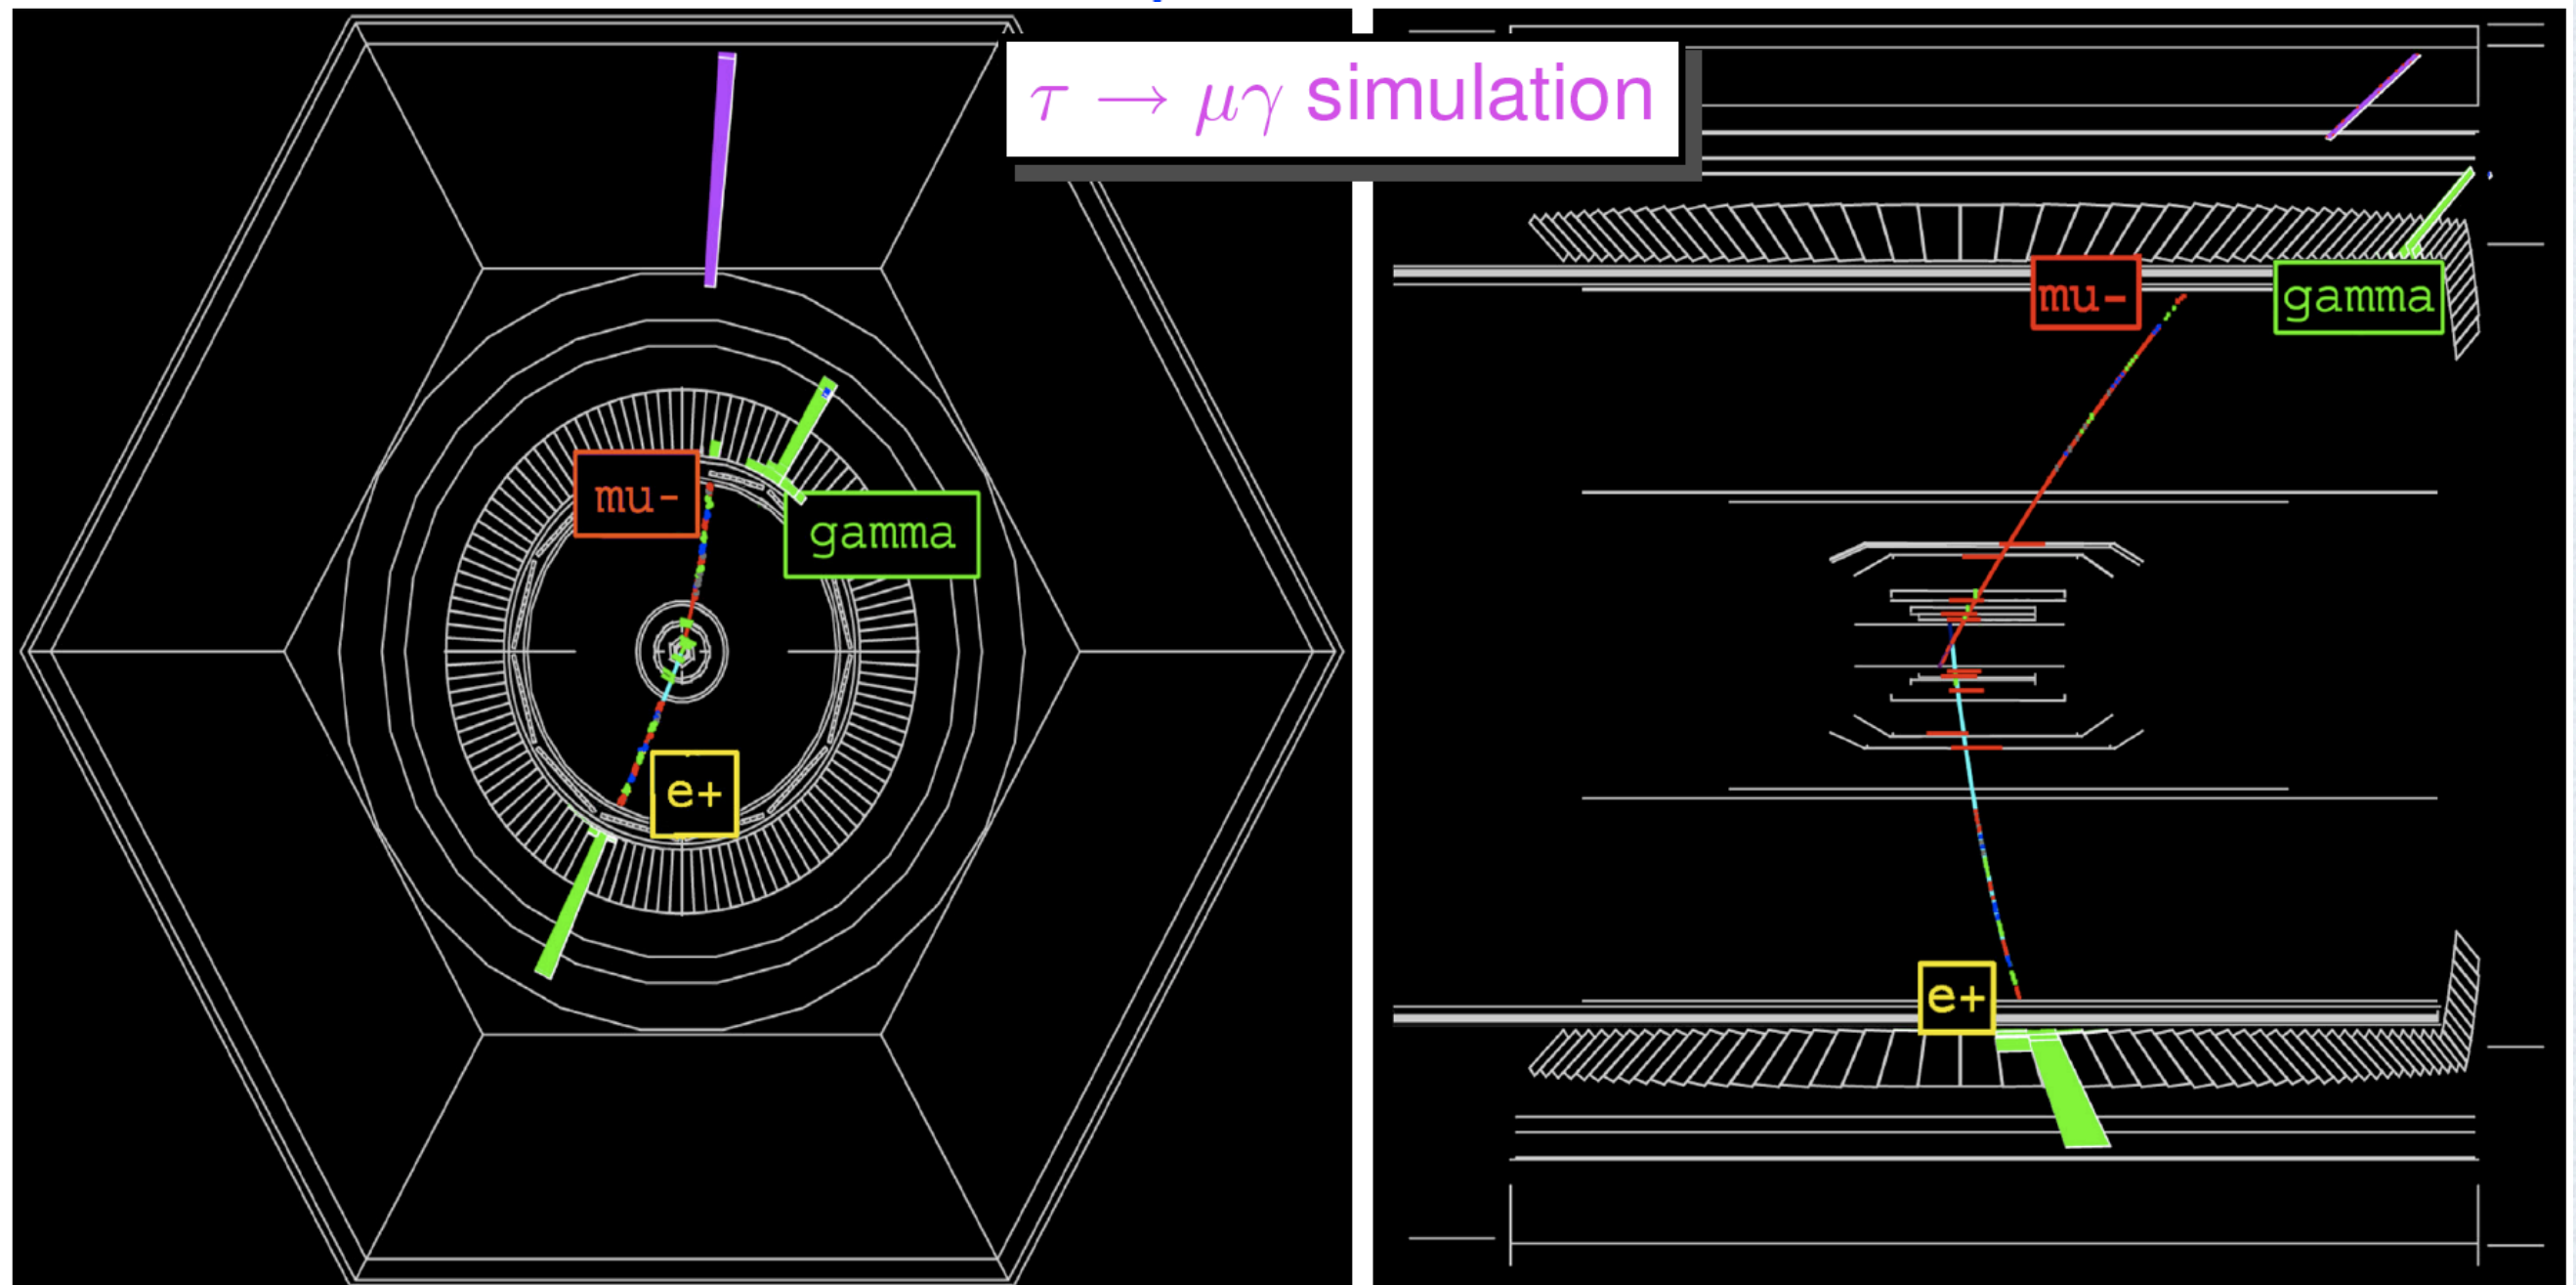 τ → μγ simulation
mu-
gamma
e+
mu-
gamma
e+